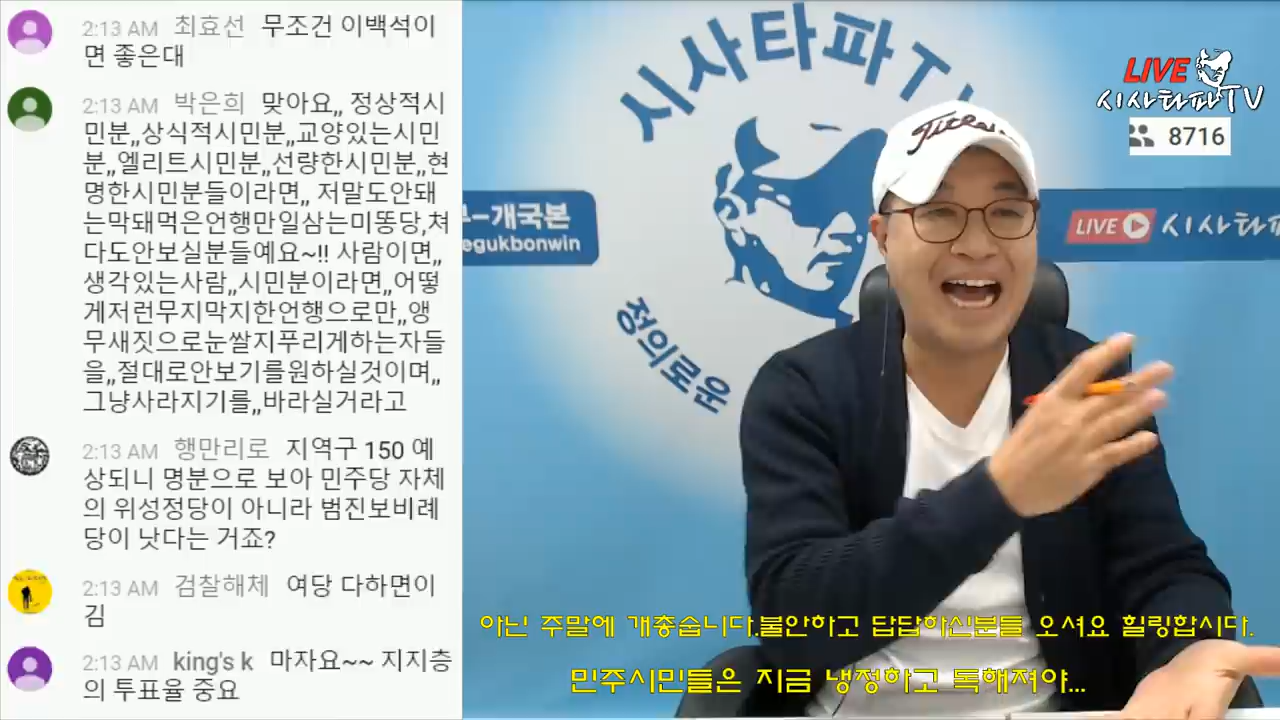 2:13 AM 최효선 무조건 이백석이
면 좋은대
2:13 AM 박은희 맞아요,, 정상적시
민분,,상식적시민분,,교양있는시민
분,,엘리트시민분,,선량한시민분,,현
명한시민분들이라면,, 저말도안돼
는막돼먹은언행만일삼는미똥당,쳐
다도안보실분들예요~!! 사람이면,,
생각있는사람,,시민분이라면,,어떻
게저런무지막지한언행으로만,,앵
무새짓으로눈쌀지푸리게하는자들
을,,절대로안보기를원하실것이며,,
그냥사라지기를,,바라실거라고
2:13 AM 행만리로 지역구 150 예
상되니 명분으로 보아 민주당 자체
의 위성정당이 아니라 범진보비례
당이 낫다는 거죠?
2:13 AM 검찰해체 여당 다하면이
김
2:13 AM king's k 마자요~~ 지지층
의 투표율 중요
시사타파TV
Titleist
LIVE
시사타파TV
8716
부-개국본
egukbonwin
LIVE 시사타파
정의로운
아닌 주말에 개총습니다.불안하고 답답하신분들 오셔요 힐링합시다.
민주시민들은 지금 냉정하고 독해져야...